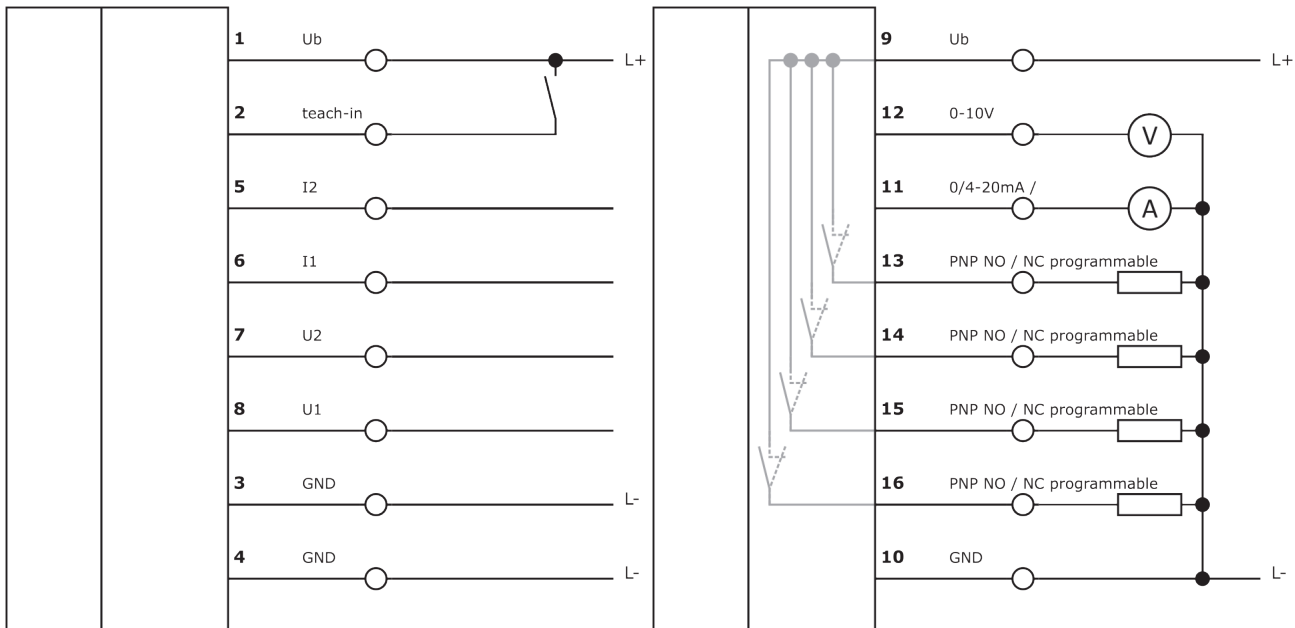 1 Ub L+
2 teach-in
5 I2
6 I1
7 U2
8 U1
3 GND L-
4 GND L-
9 Ub L+
12 0-10V V
11 0/4-20mA / A
13 PNP NO / NC programmable
14 PNP NO / NC programmable
15 PNP NO / NC programmable
16 PNP NO / NC programmable
10 GND L-